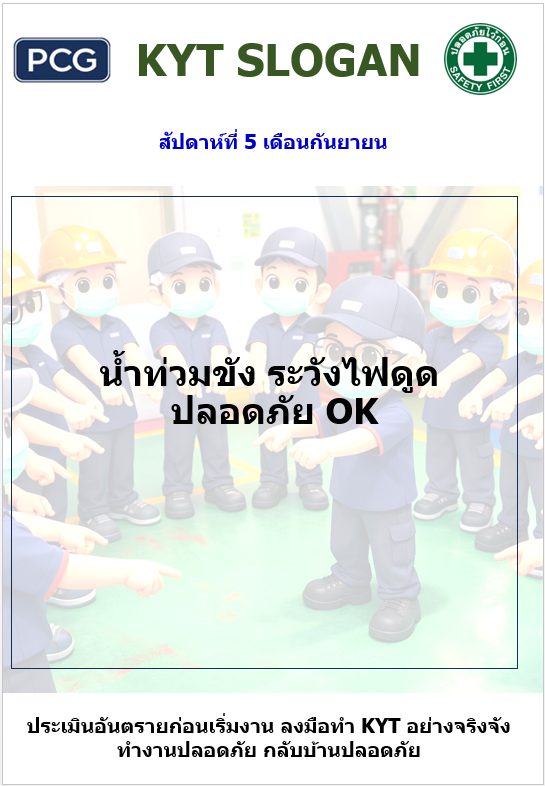 PCG
KYT SLOGAN
ปลอดภัยไว้ก่อน
SAFETY FIRST
สัปดาห์ที่ 5 เดือนกันยายน
น้ำท่วมขัง ระวังไฟดูด
ปลอดภัย OK
ประเมินอันตรายก่อนเริ่มงาน ลงมือทำ KYT อย่างจริงจัง
ทำงานปลอดภัย กลับบ้านปลอดภัย